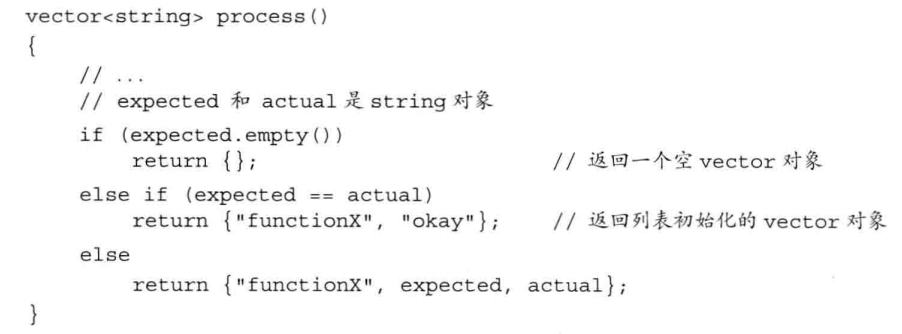 vector<string> process()
{
    // ...
    // expected 和 actual 是 string 对象
    if (expected.empty())
        return {};                      // 返回一个空 vector 对象
    else if (expected == actual)
        return {"functionX", "okay"};   // 返回列表初始化的 vector 对象
    else
        return {"functionX", expected, actual};
}